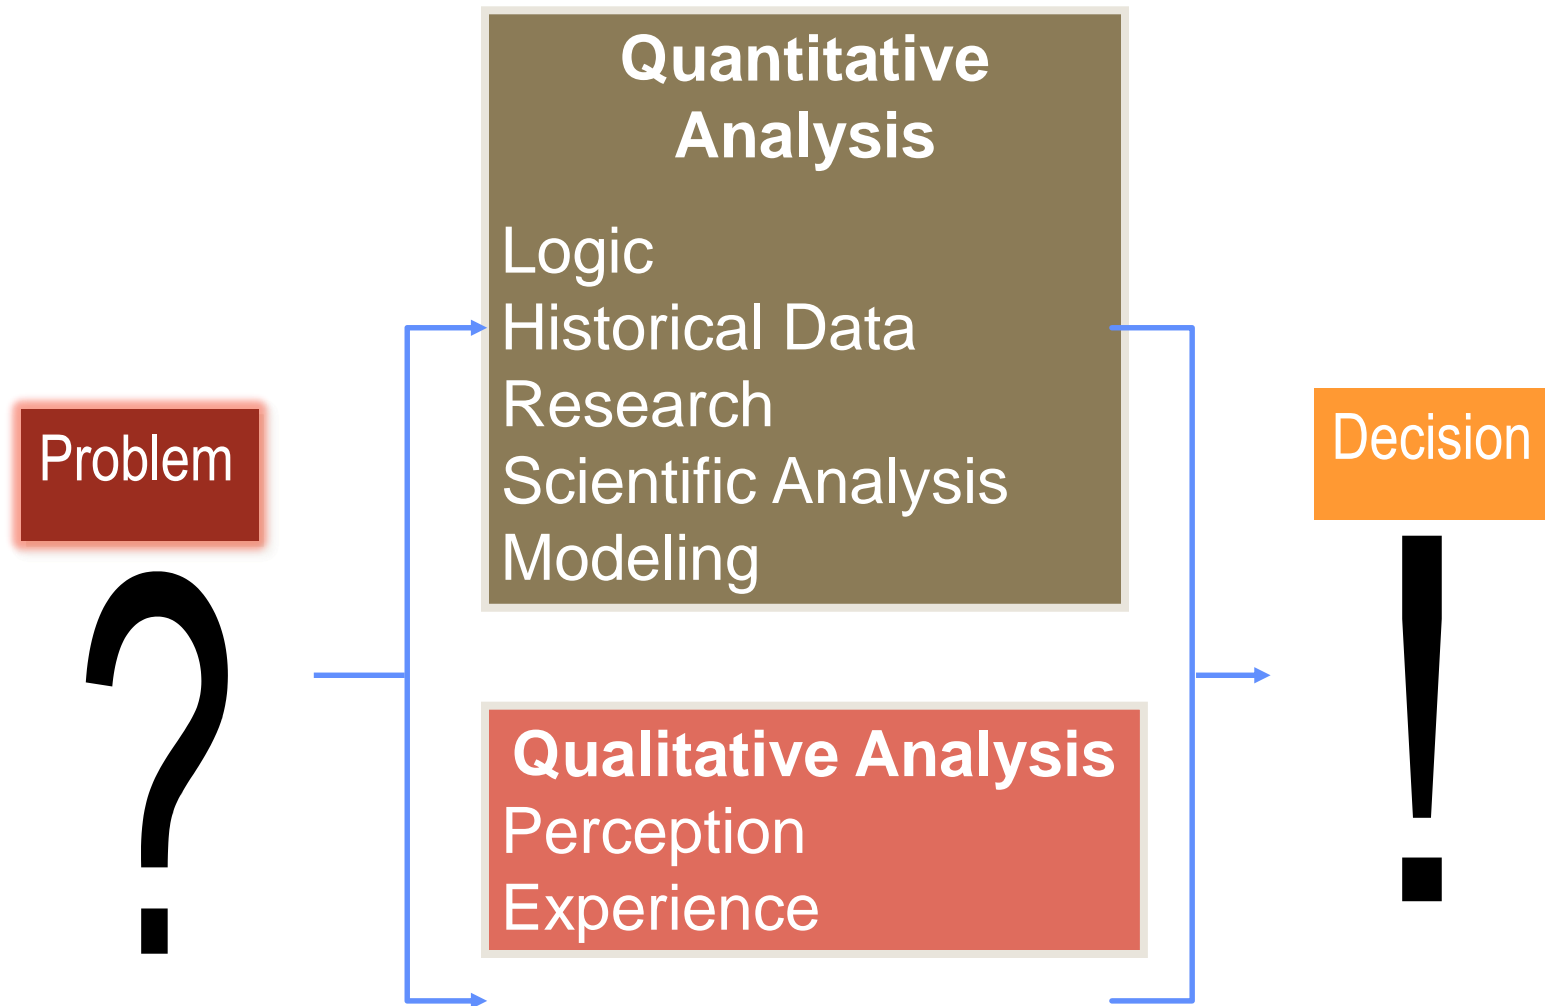 Problem
?
Quantitative
Analysis
Logic
Historical Data
Research
Scientific Analysis
Modeling
Qualitative Analysis
Perception
Experience
Decision
!